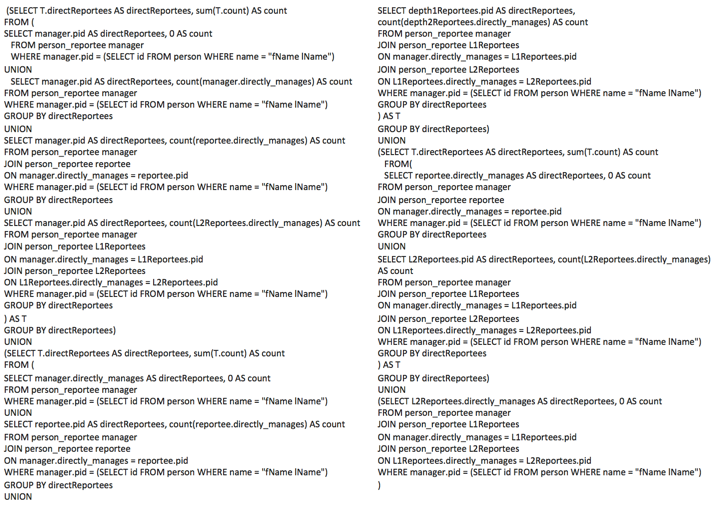 (SELECT T.directReportees AS directReportees, sum(T.count) AS count
FROM (
SELECT manager.pid AS directReportees, 0 AS count
FROM person_reportee manager
WHERE manager.pid = (SELECT id FROM person WHERE name = "fName lName")
UNION
SELECT manager.pid AS directReportees, count(manager.directly_manages) AS count
FROM person_reportee manager
WHERE manager.pid = (SELECT id FROM person WHERE name = "fName lName")
GROUP BY directReportees
UNION
SELECT manager.pid AS directReportees, count(reportee.directly_manages) AS count
FROM person_reportee manager
JOIN person_reportee reportee
ON manager.directly_manages = reportee.pid
WHERE manager.pid = (SELECT id FROM person WHERE name = "fName lName")
GROUP BY directReportees
UNION
SELECT manager.pid AS directReportees, count(L2Reportees.directly_manages) AS count
FROM person_reportee manager
JOIN person_reportee L1Reportees
ON manager.directly_manages = L1Reportees.pid
JOIN person_reportee L2Reportees
ON L1Reportees.directly_manages = L2Reportees.pid
WHERE manager.pid = (SELECT id FROM person WHERE name = "fName lName")
GROUP BY directReportees
) AS T
GROUP BY directReportees)
UNION
(SELECT T.directReportees AS directReportees, sum(T.count) AS count
FROM (
SELECT manager.directly_manages AS directReportees, 0 AS count
FROM person_reportee manager
WHERE manager.pid = (SELECT id FROM person WHERE name = "fName lName")
UNION
SELECT reportee.pid AS directReportees, count(reportee.directly_manages) AS count
FROM person_reportee manager
JOIN person_reportee reportee
ON manager.directly_manages = reportee.pid
WHERE manager.pid = (SELECT id FROM person WHERE name = "fName lName")
GROUP BY directReportees
UNION
SELECT depth1Reportees.pid AS directReportees,
count(depth2Reportees.directly_manages) AS count
FROM person_reportee manager
JOIN person_reportee L1Reportees
ON manager.directly_manages = L1Reportees.pid
JOIN person_reportee L2Reportees
ON L1Reportees.directly_manages = L2Reportees.pid
WHERE manager.pid = (SELECT id FROM person WHERE name = "fName lName")
GROUP BY directReportees
) AS T
GROUP BY directReportees)
UNION
(SELECT T.directReportees AS directReportees, sum(T.count) AS count
FROM(
SELECT reportee.directly_manages AS directReportees, 0 AS count
FROM person_reportee manager
JOIN person_reportee reportee
ON manager.directly_manages = reportee.pid
WHERE manager.pid = (SELECT id FROM person WHERE name = "fName lName")
GROUP BY directReportees
UNION
SELECT L2Reportees.pid AS directReportees, count(L2Reportees.directly_manages)
AS count
FROM person_reportee manager
JOIN person_reportee L1Reportees
ON manager.directly_manages = L1Reportees.pid
JOIN person_reportee L2Reportees
ON L1Reportees.directly_manages = L2Reportees.pid
WHERE manager.pid = (SELECT id FROM person WHERE name = "fName lName")
GROUP BY directReportees
) AS T
GROUP BY directReportees)
UNION
(SELECT L2Reportees.directly_manages AS directReportees, 0 AS count
FROM person_reportee manager
JOIN person_reportee L1Reportees
ON manager.directly_manages = L1Reportees.pid
JOIN person_reportee L2Reportees
ON L1Reportees.directly_manages = L2Reportees.pid
WHERE manager.pid = (SELECT id FROM person WHERE name = "fName lName")
)